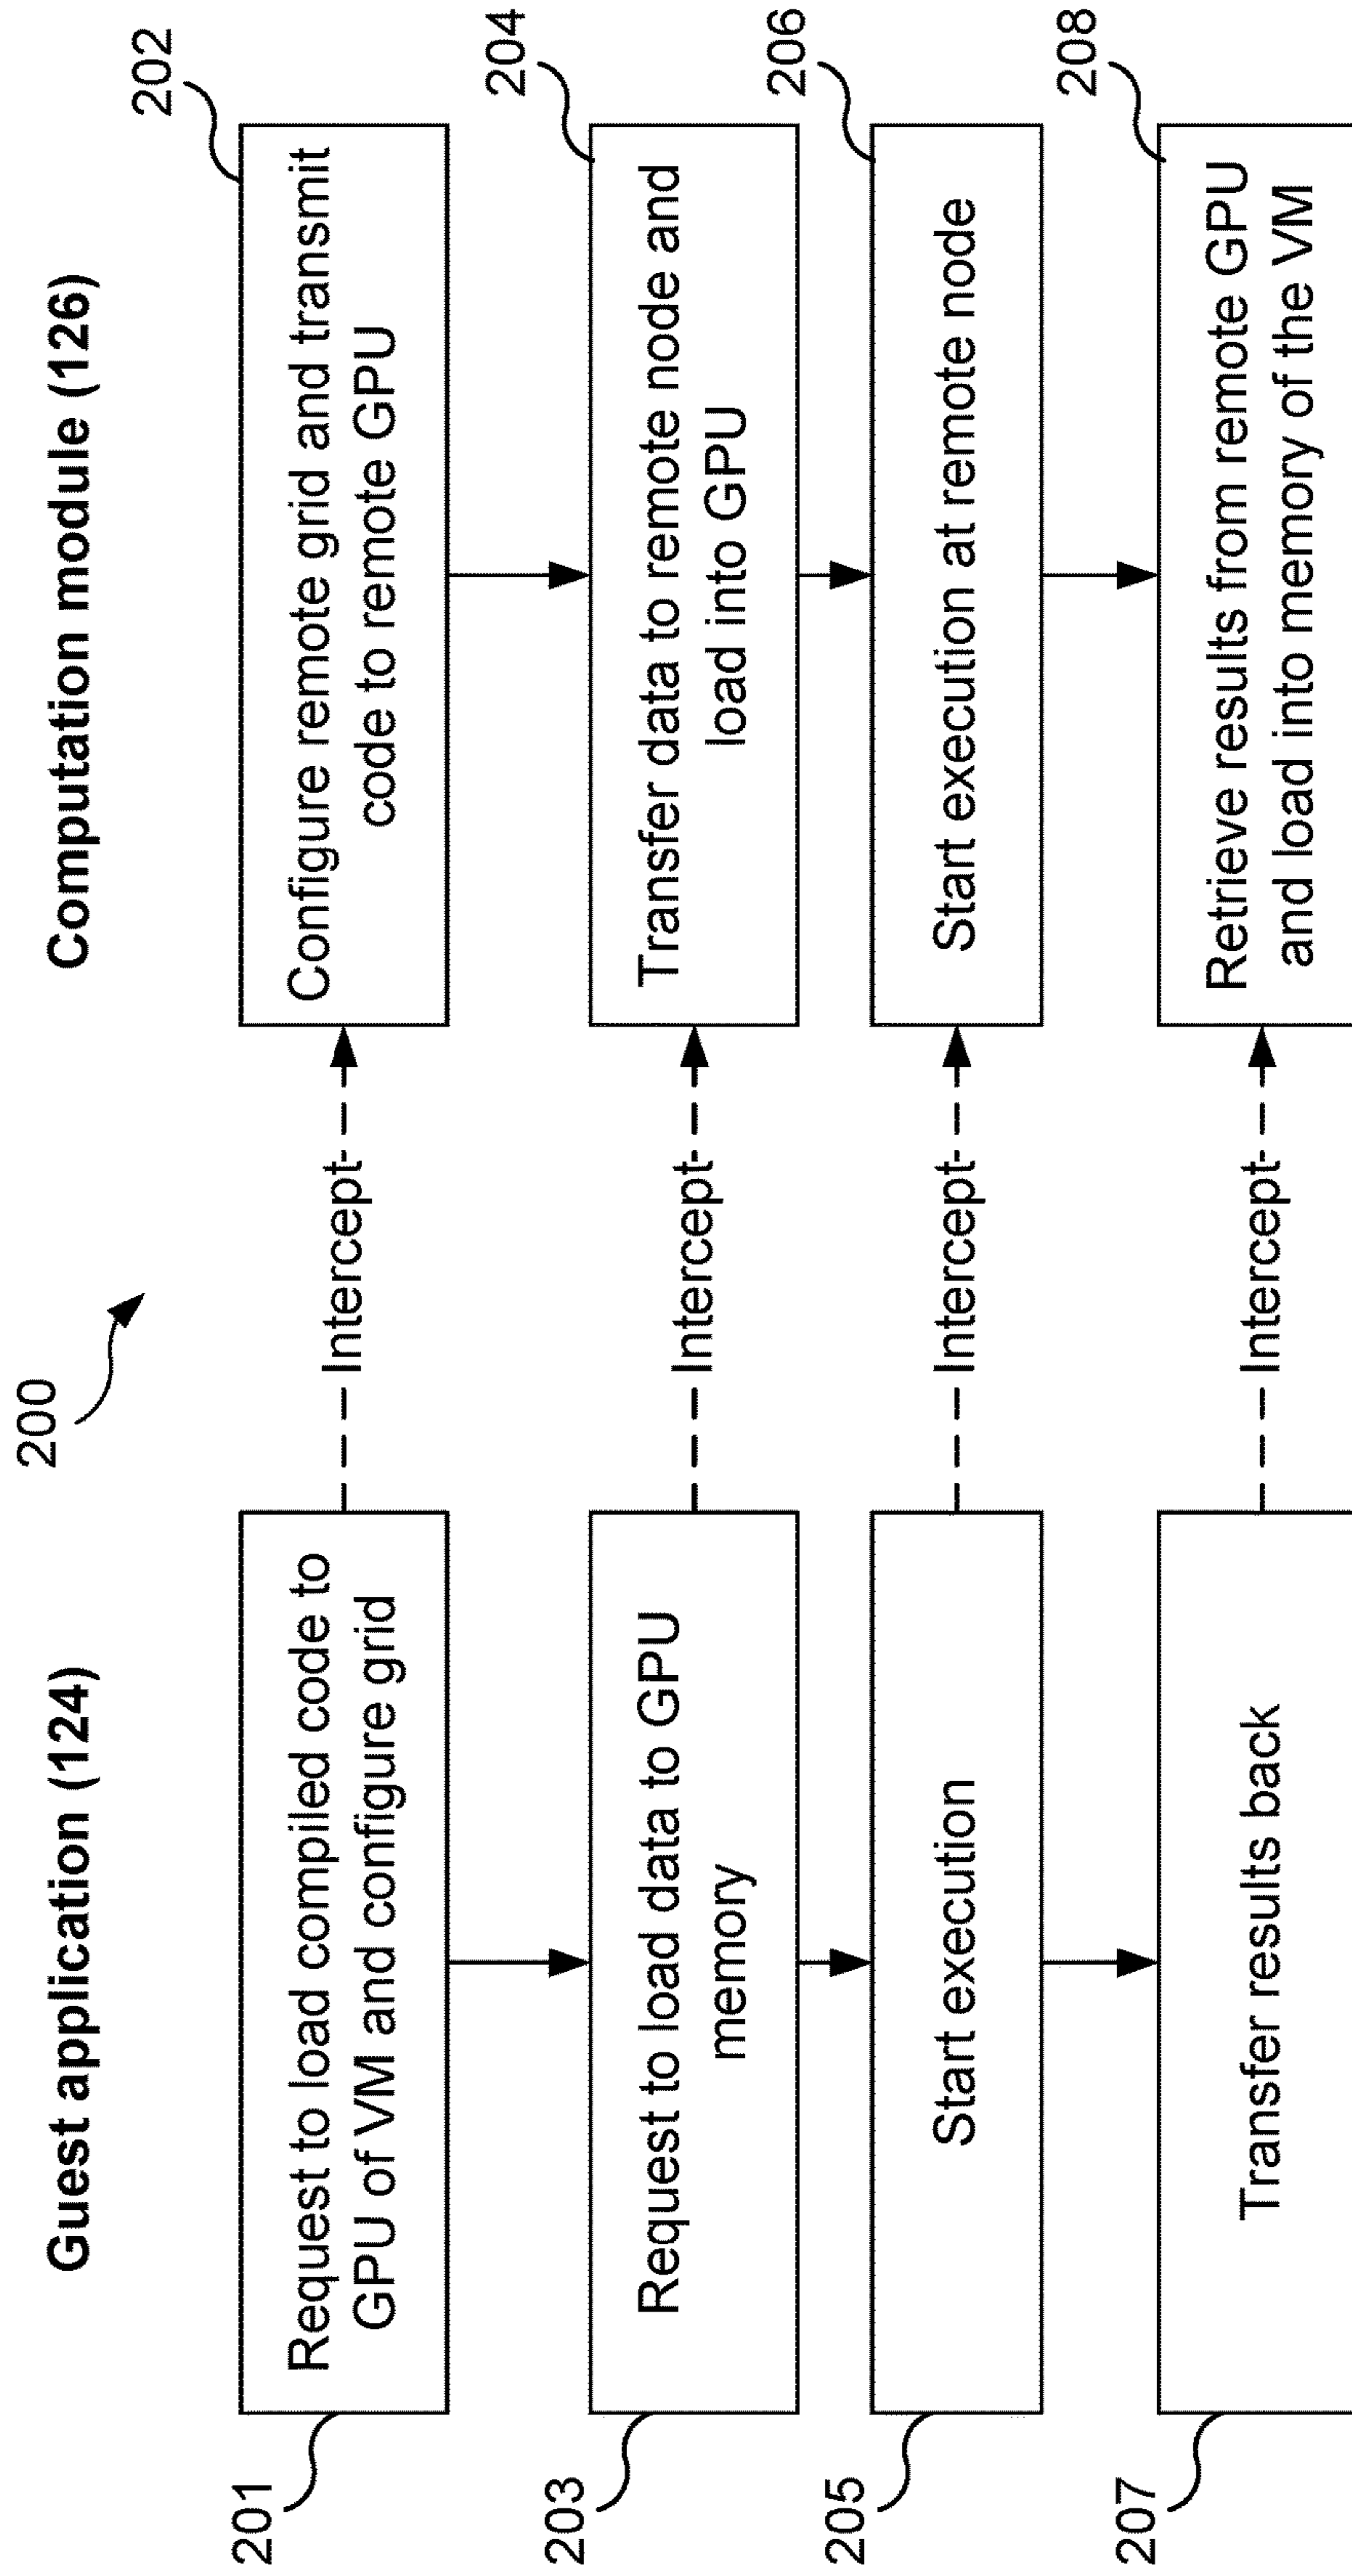 200
Guest application (124)
Computation module (126)
201
Request to load compiled code to
GPU of VM and configure grid
Intercept
202
Configure remote grid and transmit
code to remote GPU
203
Request to load data to GPU
memory
Intercept
204
Transfer data to remote node and
load into GPU
205
Start execution
Intercept
206
Start execution at remote node
207
Transfer results back
Intercept
208
Retrieve results from remote GPU
and load into memory of the VM